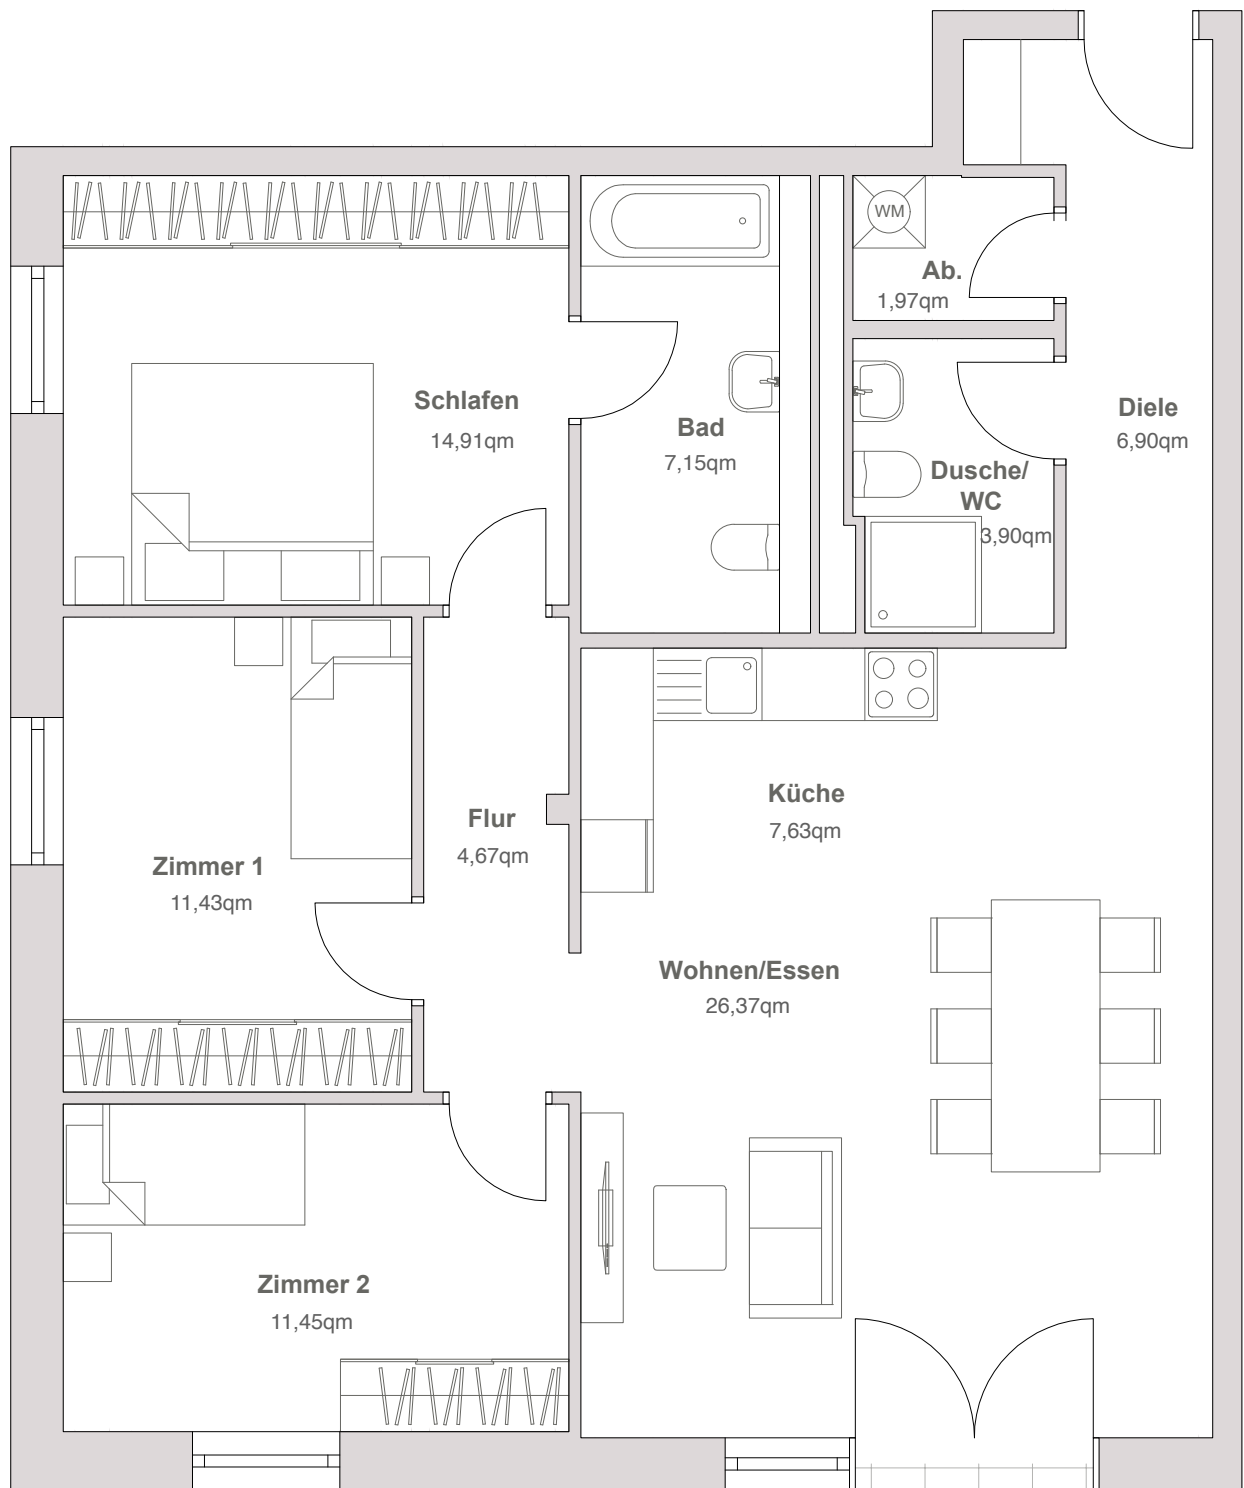 WM
Ab.
1,97qm
Schlafen
14,91qm
Bad
7,15qm
Diele
6,90qm
Dusche/
WC
3,90qm
Küche
7,63qm
Flur
4,67qm
Zimmer 1
11,43qm
Wohnen/Essen
26,37qm
Zimmer 2
11,45qm